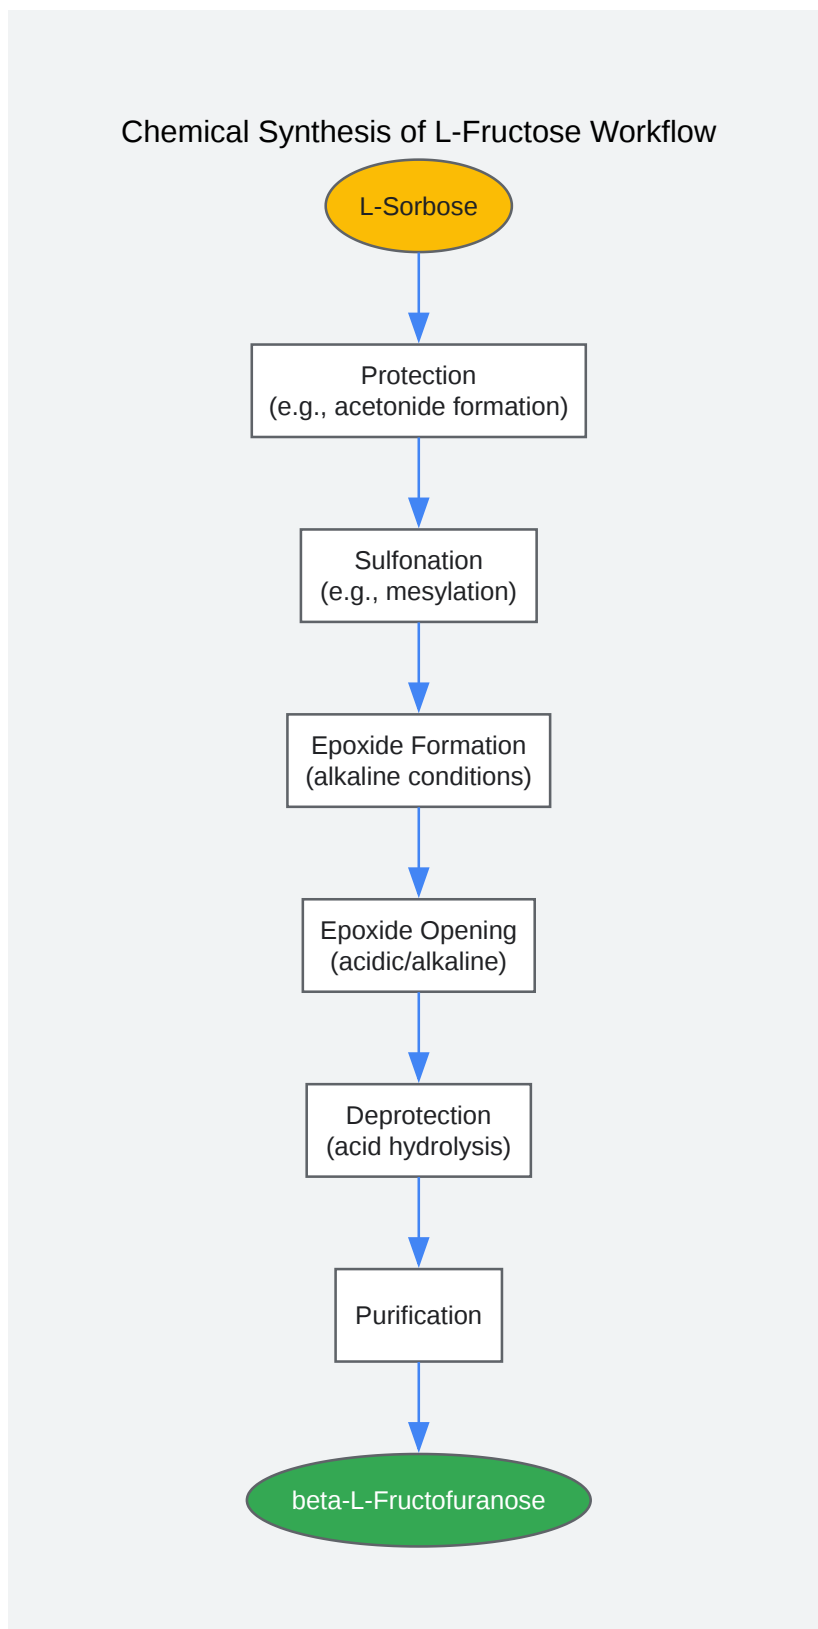 Chemical Synthesis of L-Fructose Workflow
L-Sorbose
Protection
(e.g., acetonide formation)
Sulfonation
(e.g., mesylation)
Epoxide Formation
(alkaline conditions)
Epoxide Opening
(acidic/alkaline)
Deprotection
(acid hydrolysis)
Purification
beta-L-Fructofuranose